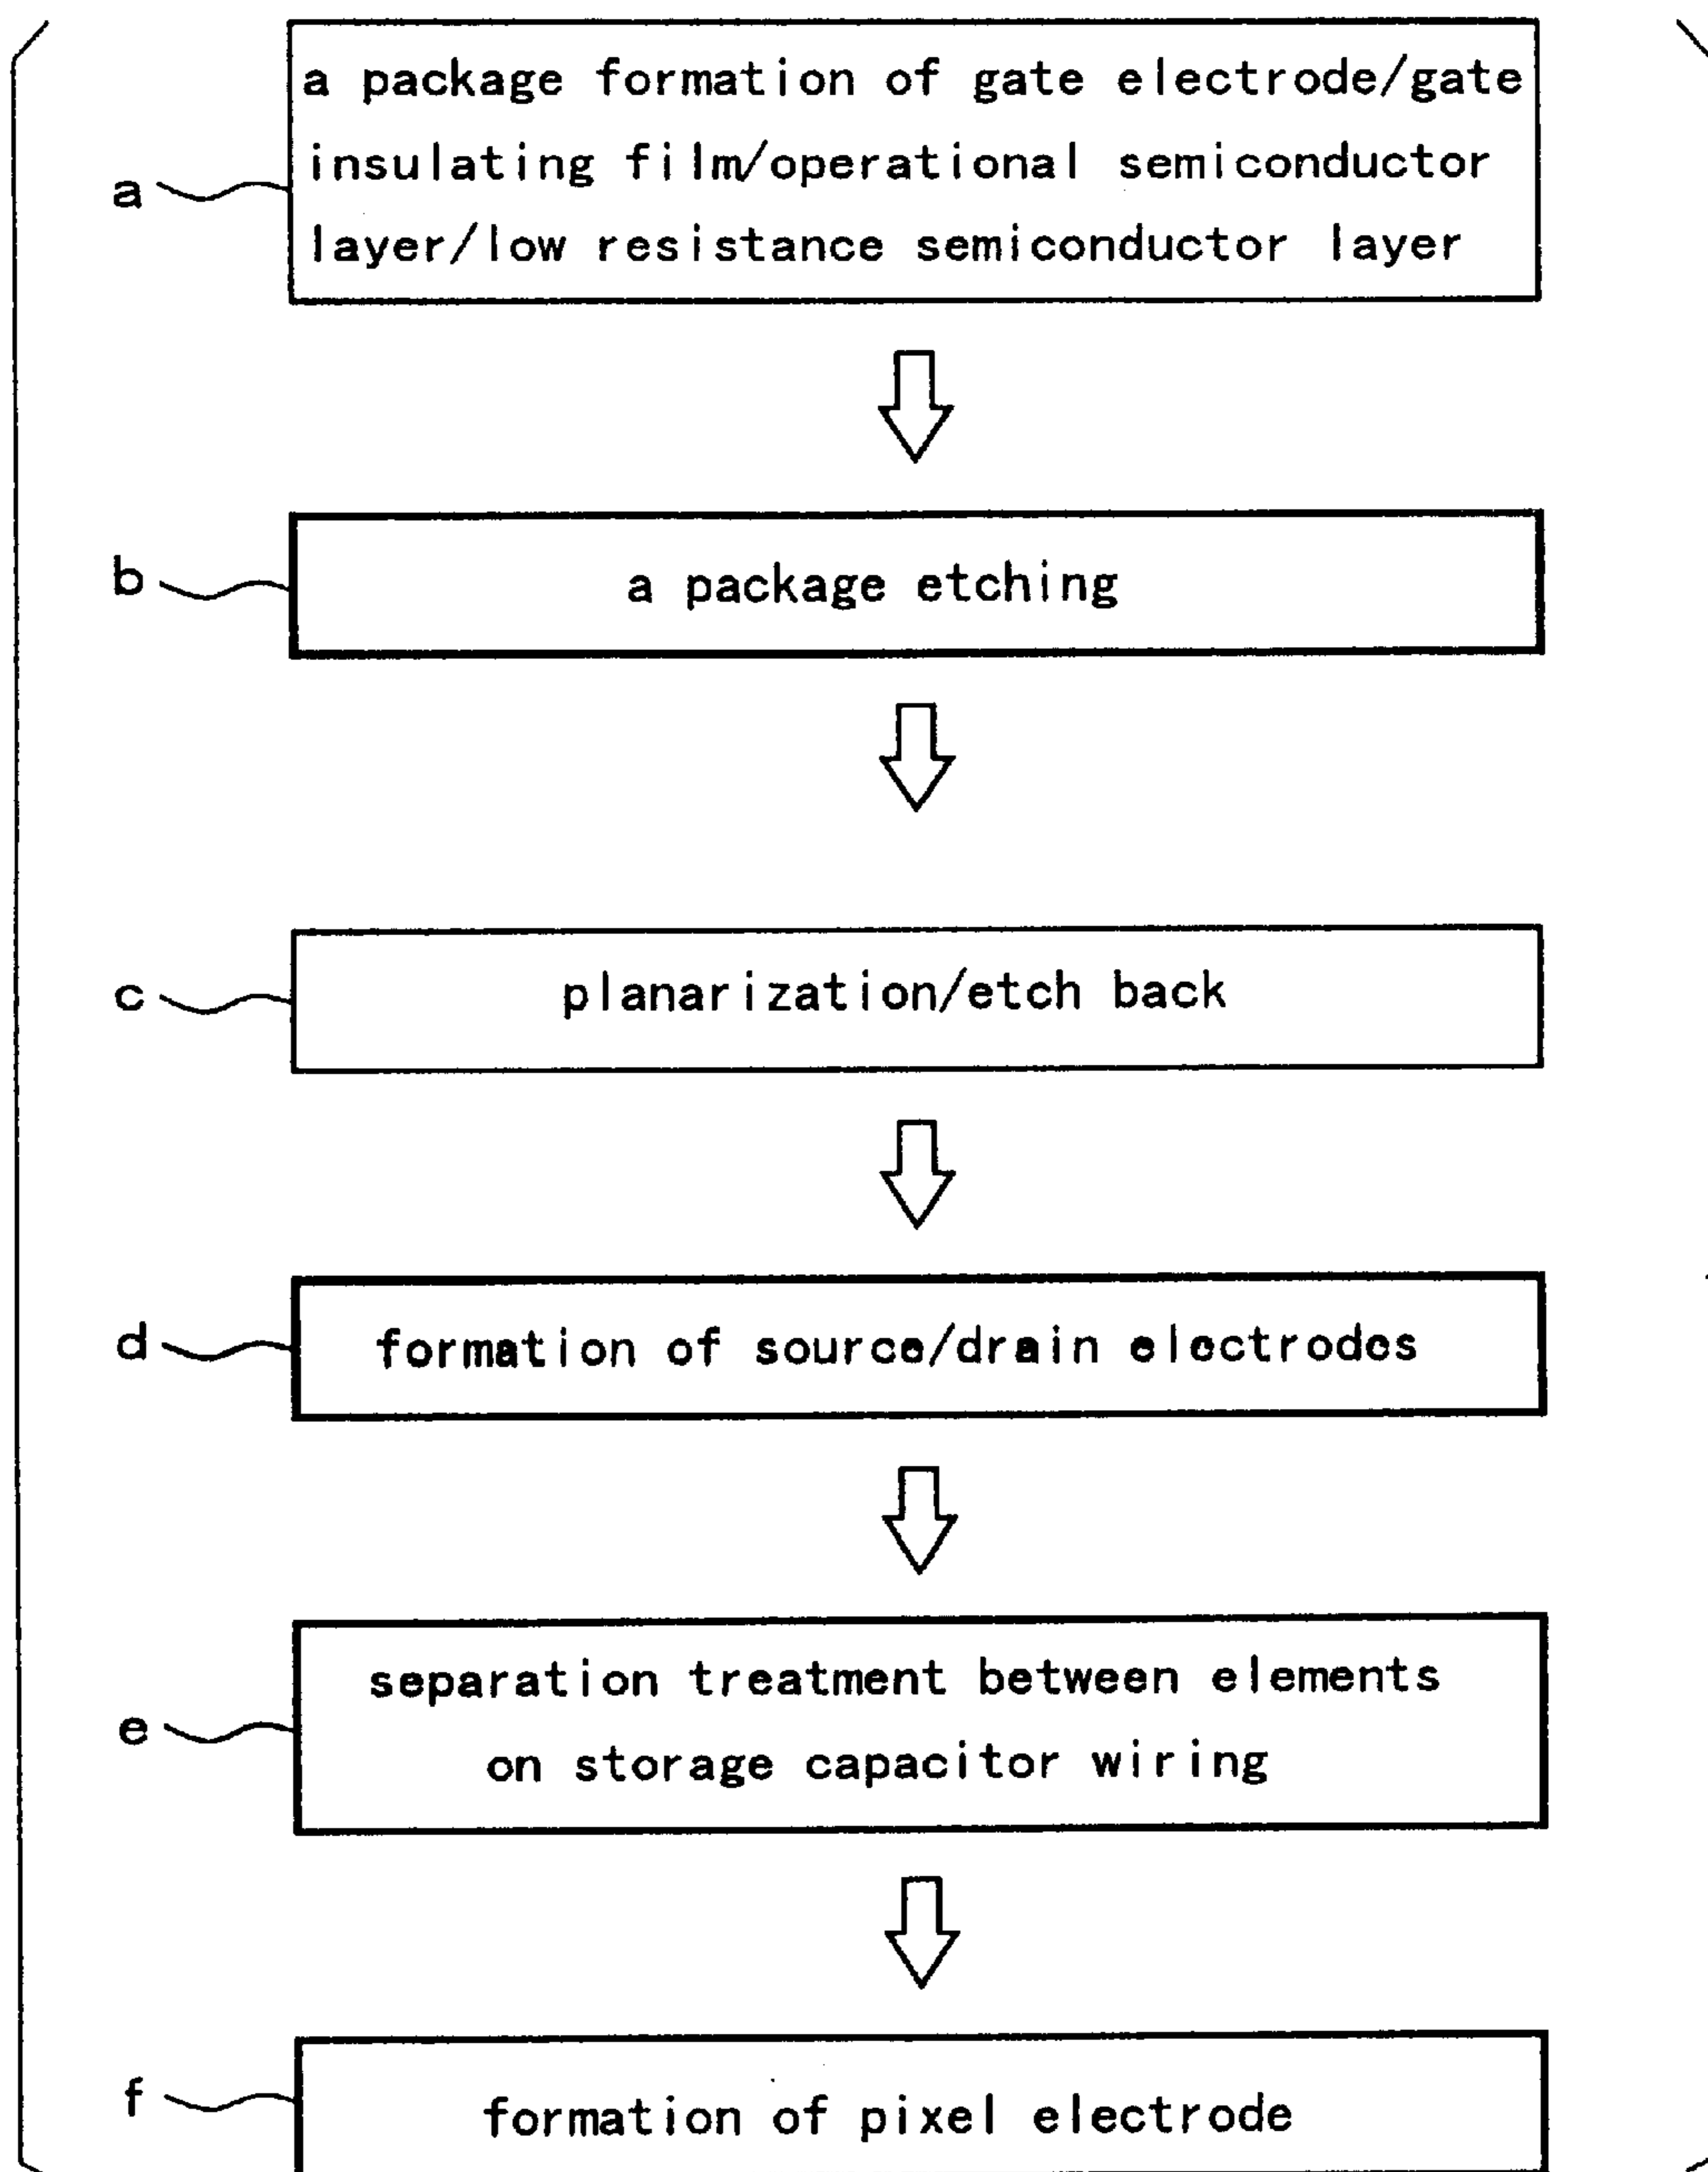 a package formation of gate electrode/gate
a insulating film/operational semiconductor
layer/low resistance semiconductor layer
b a package etching
c planarization/etch back
d formation of source/drain electrodes
separation treatment between elements
e on storage capacitor wiring
f formation of pixel electrode